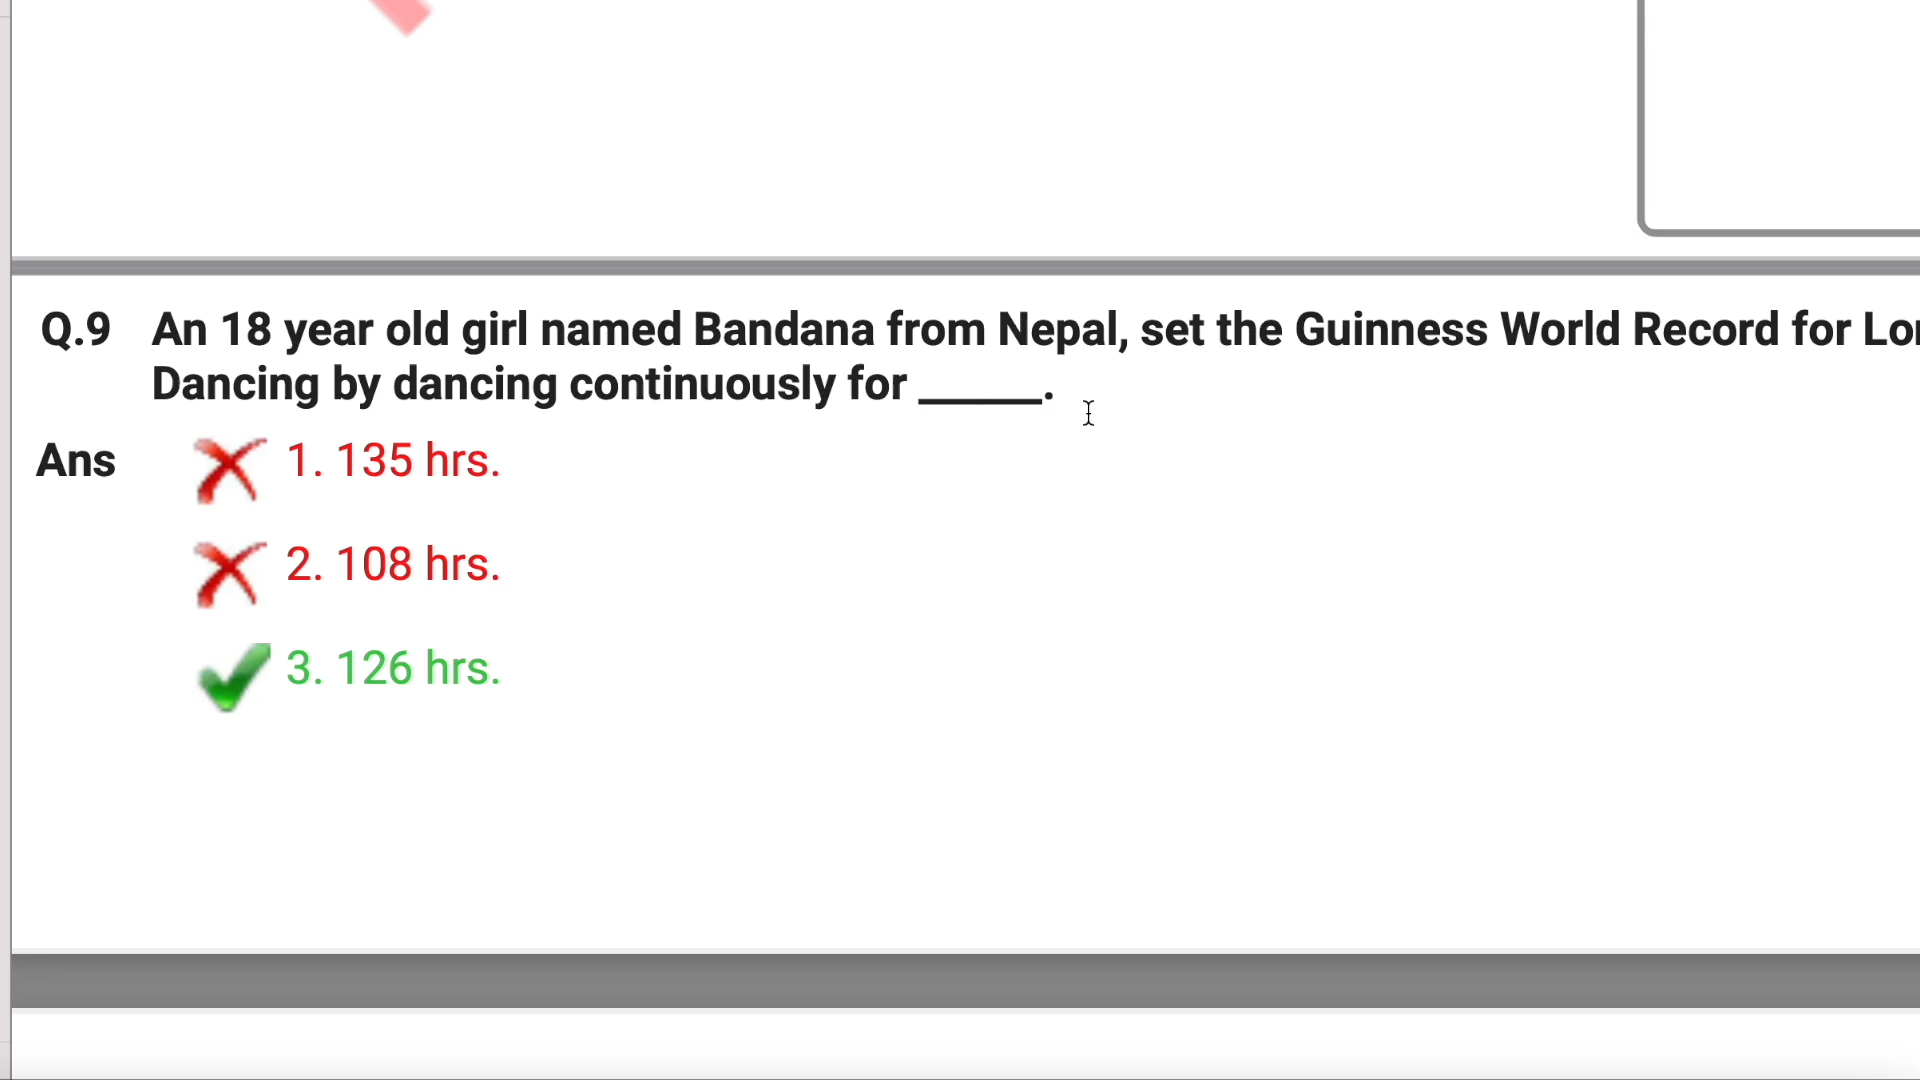 Q.9 An 18 year old girl named Bandana from Nepal, set the Guinness World Record for
Dancing by dancing continuously for ______.
Ans 1. 135 hrs.
2. 108 hrs.
3. 126 hrs.